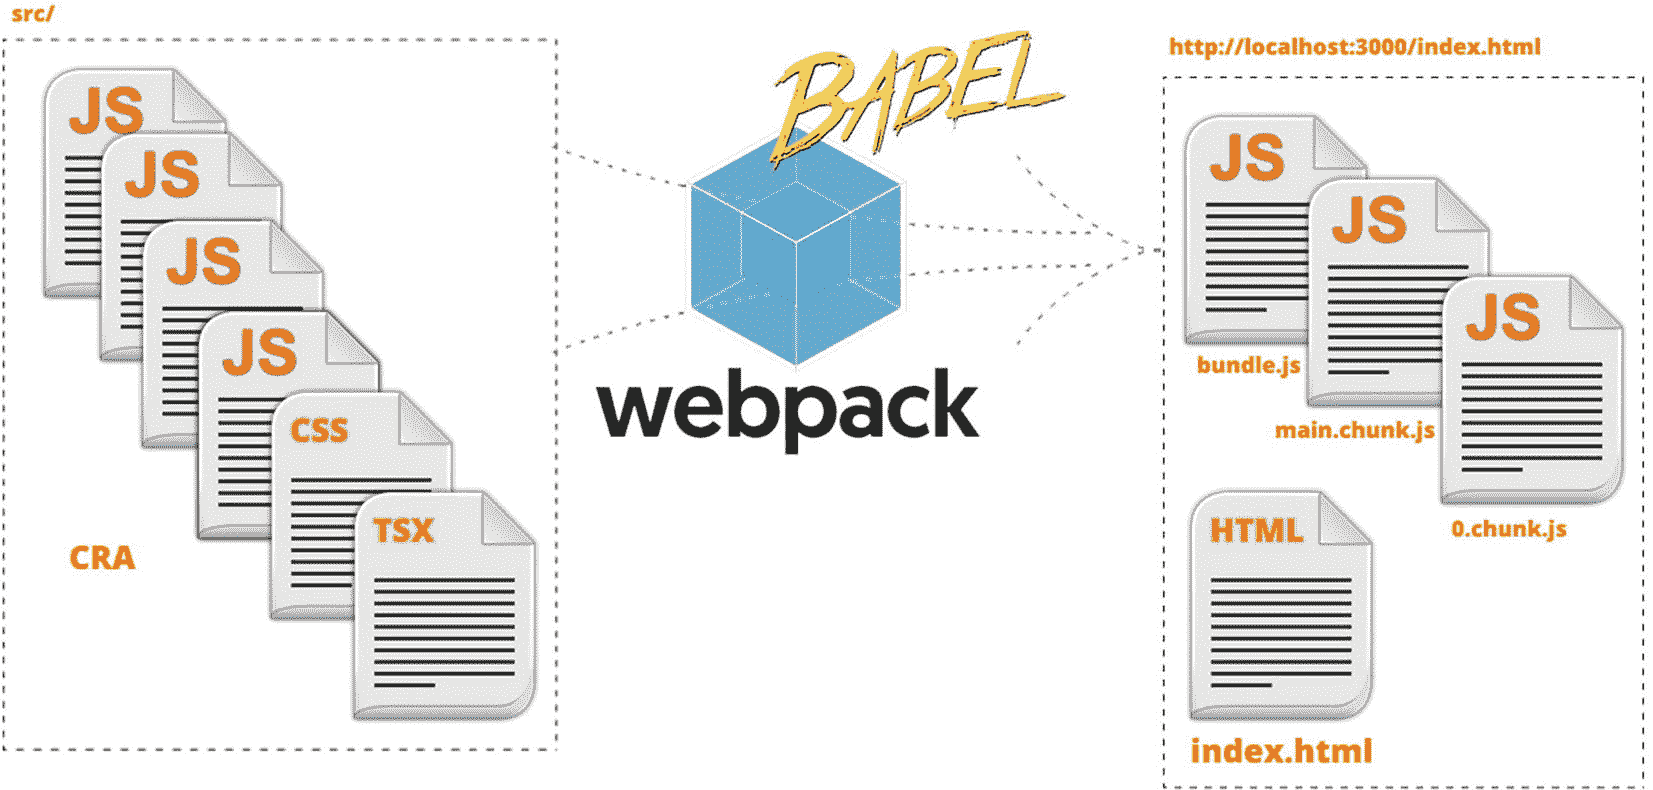 src/
JS
JS
JS
JS
CSS
TSX
CRA
BABEL
webpack
http://localhost:3000/index.html
JS
bundle.js
JS
main.chunk.js
JS
0.chunk.js
HTML
index.html